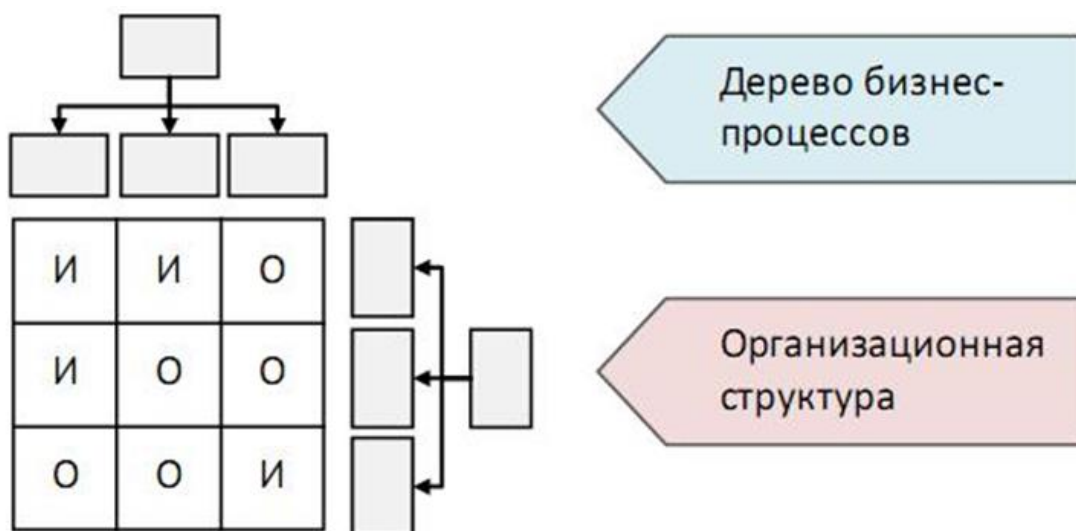 Дерево бизнес-
процессов
И И О
И О О
Организационная
структура
О О И